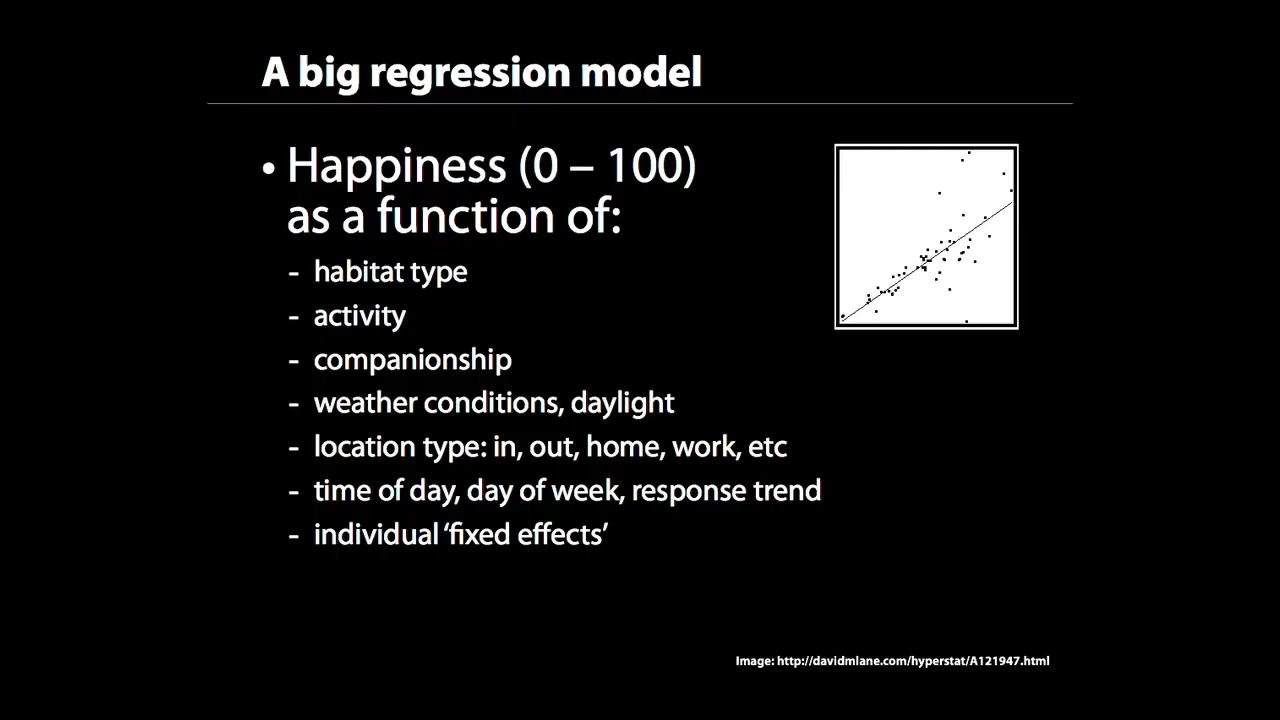 A big regression model
• Happiness (0 – 100)
as a function of:
- habitat type
- activity
- companionship
- weather conditions, daylight
- location type: in, out, home, work, etc
- time of day, day of week, response trend
- individual ‘fixed effects’
Image: http://davidmlane.com/hyperstat/A121947.html